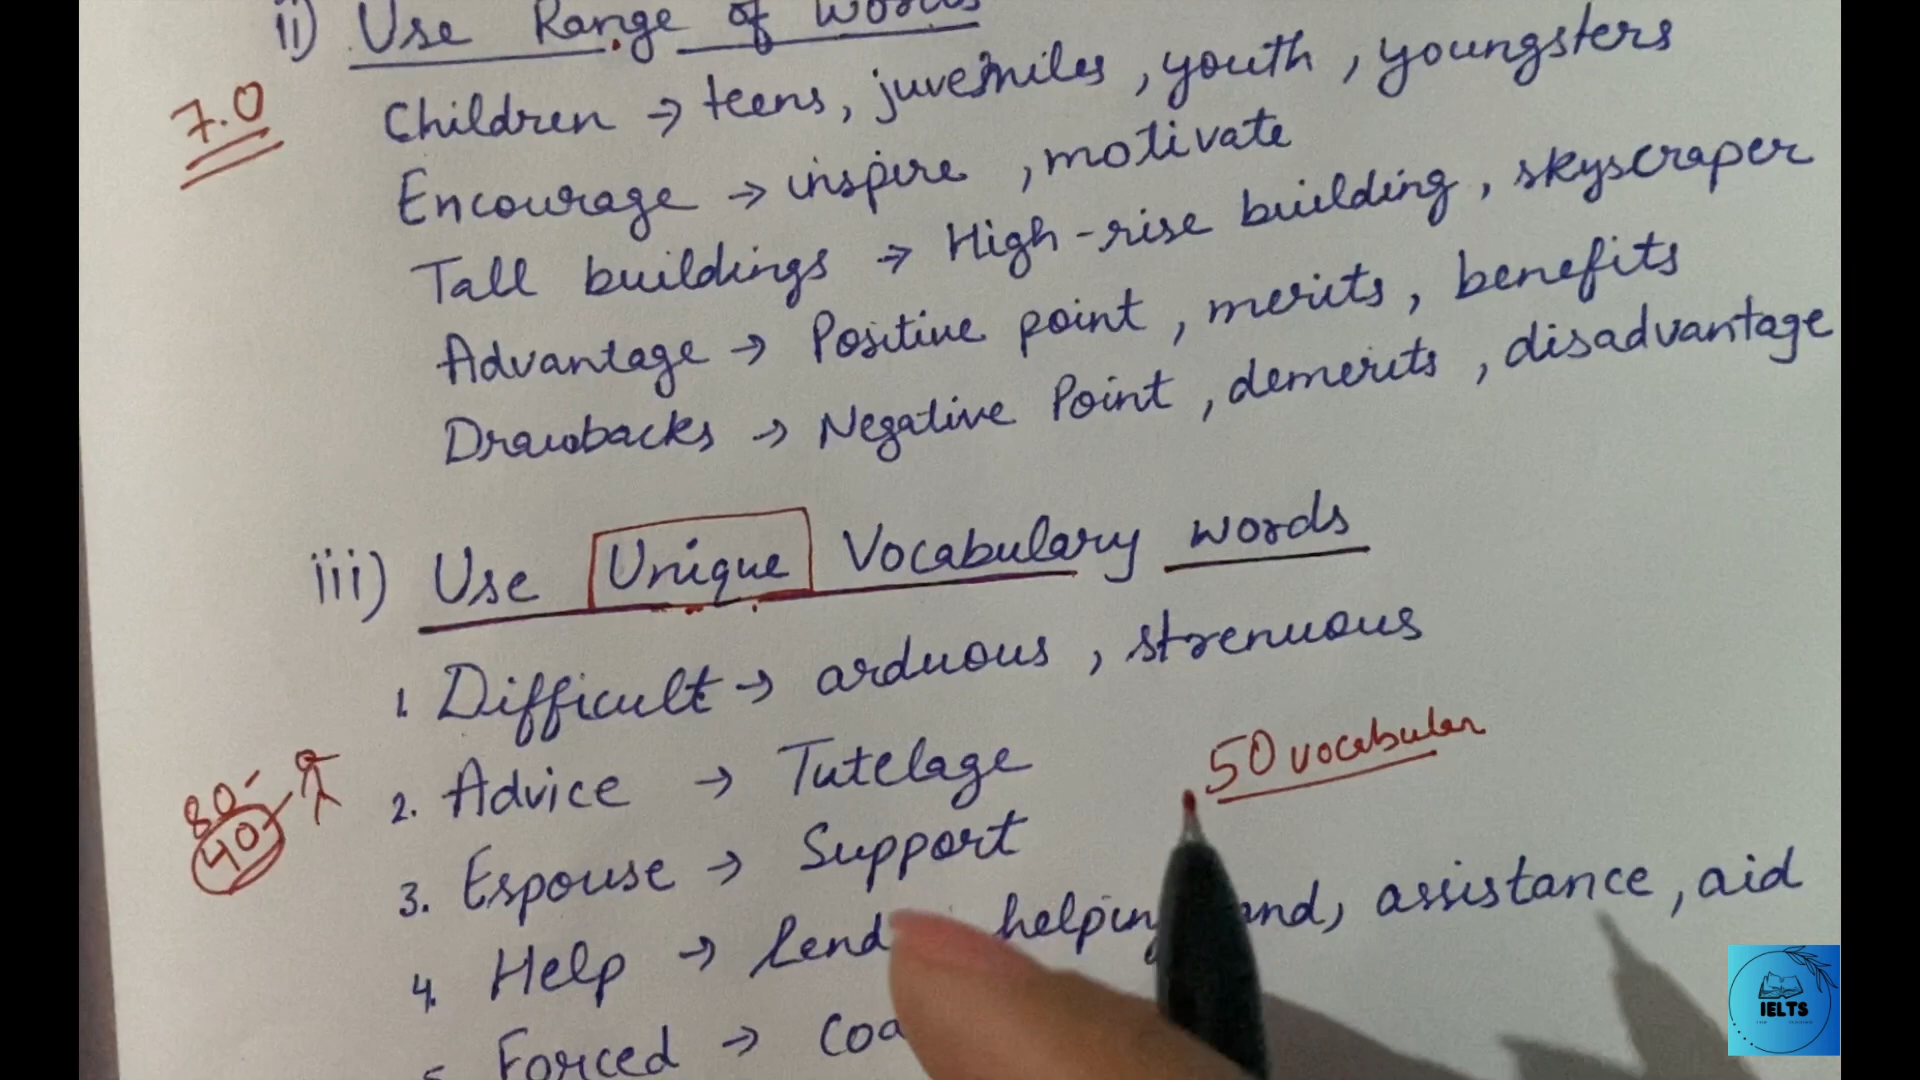 ii) Use Range of words
7.0
Children → teens, juveniles, youth, youngsters
Encourage → inspire, motivate
Tall buildings → High-rise building, skyscraper
Advantage → Positive point, merits, benefits
Drawbacks → Negative Point, demerits, disadvantage
iii) Use Unique Vocabulary words
1. Difficult → arduous, strenuous
50 vocabular
2. Advice → Tutelage
80
40
3. Espouse → Support
4. Help → Lend helping and, assistance, aid
5. Forced →
IELTS